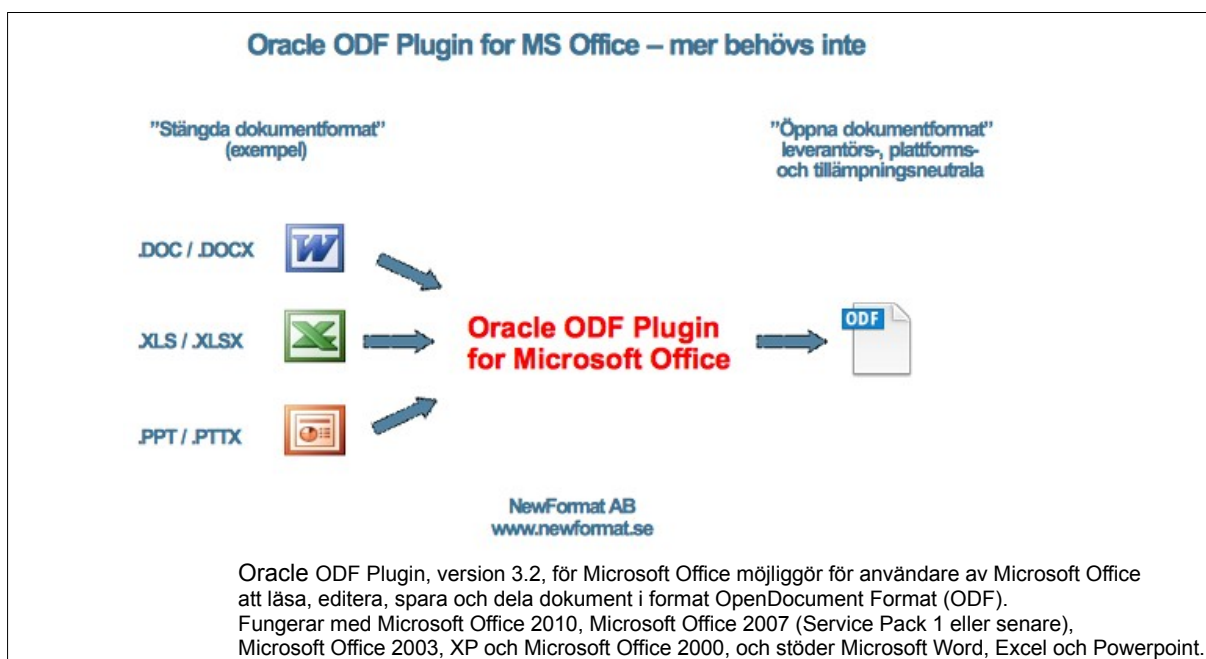 Oracle ODF Plugin for MS Office – mer behövs inte
”Stängda dokumentformat”
(exempel)
”Öppna dokumentformat”
leverantörs-, plattforms-
och tillämpningsneutrala
.DOC / .DOCX
W
.XLS / .XLSX
X
.PPT / .PTTX
Oracle ODF Plugin
for Microsoft Office
ODF
NewFormat AB
www.newformat.se
Oracle ODF Plugin, version 3.2, för Microsoft Office möjliggör för användare av Microsoft Office
att läsa, editera, spara och dela dokument i format OpenDocument Format (ODF).
Fungerar med Microsoft Office 2010, Microsoft Office 2007 (Service Pack 1 eller senare),
Microsoft Office 2003, XP och Microsoft Office 2000, och stöder Microsoft Word, Excel och Powerpoint.